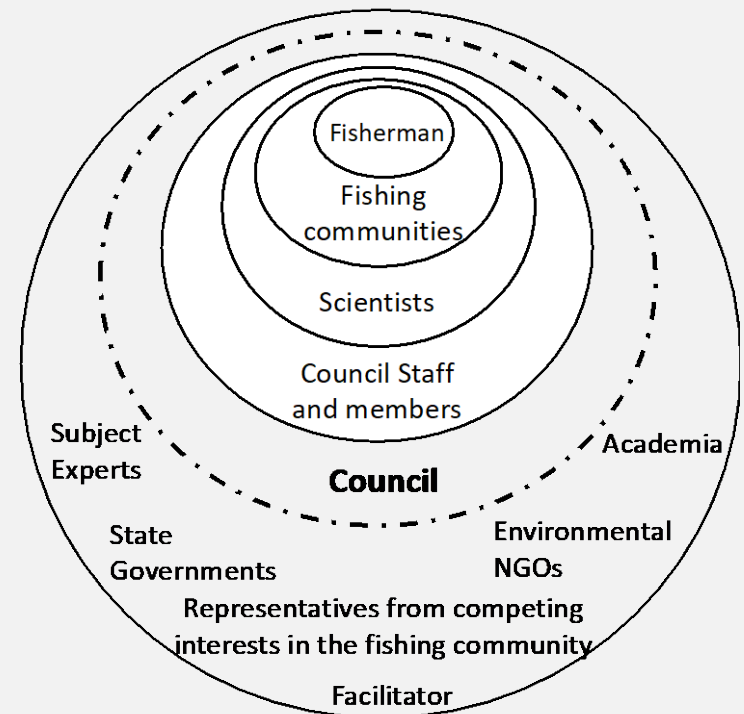 Fisherman
Fishing
communities
Scientists
Council Staff
and members
Subject
Experts
Academia
Council
State
Governments
Environmental
NGOs
Representatives from competing
interests in the fishing community
Facilitator